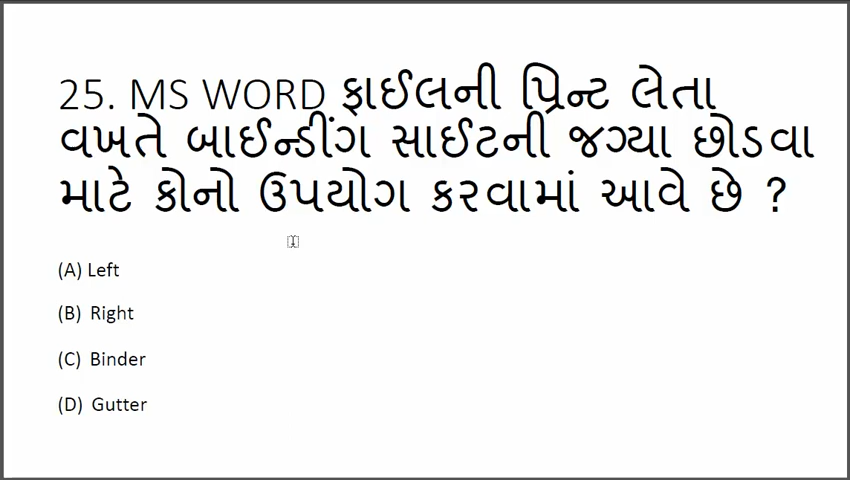 25. MS WORD ફાઈલની પ્રિન્ટ લેતા
વખતે બાઈન્ડીંગ સાઈટની જગ્યા છોડવા
માટે કોનો ઉપયોગ કરવામાં આવે છે ?
(A) Left
(B) Right
(C) Binder
(D) Gutter